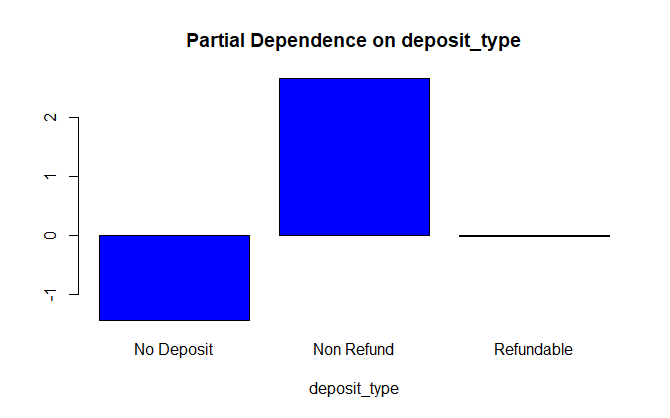 Partial Dependence on deposit_type
2
1
0
-1
No Deposit Non Refund Refundable
deposit_type